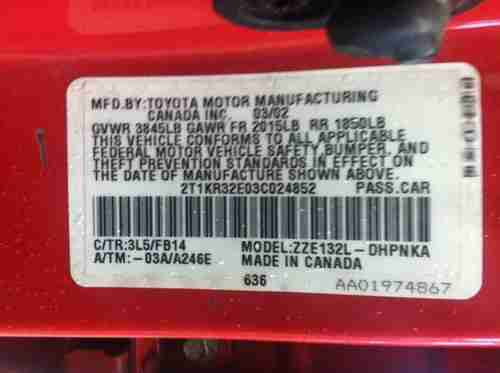 MFD.BY:TOYOTA MOTOR MANUFACTURING
CANADA INC. 03/02
GVWR 3845LB GAWR FR 2015LB RR 1850LB
THIS VEHICLE CONFORMS TO ALL APPLICABLE
FEDERAL MOTOR VEHICLE SAFETY, BUMPER, AND
THEFT PREVENTION STANDARDS IN EFFECT ON
THE DATE OF MANUFACTURE SHOWN ABOVE.
2T1KR32E03C024852 PASS.CAR
C/TR:3L5/FB14 MODEL:ZZE132L-DHPNKA
A/TM:-03A/A246E MADE IN CANADA
636 AA01974867